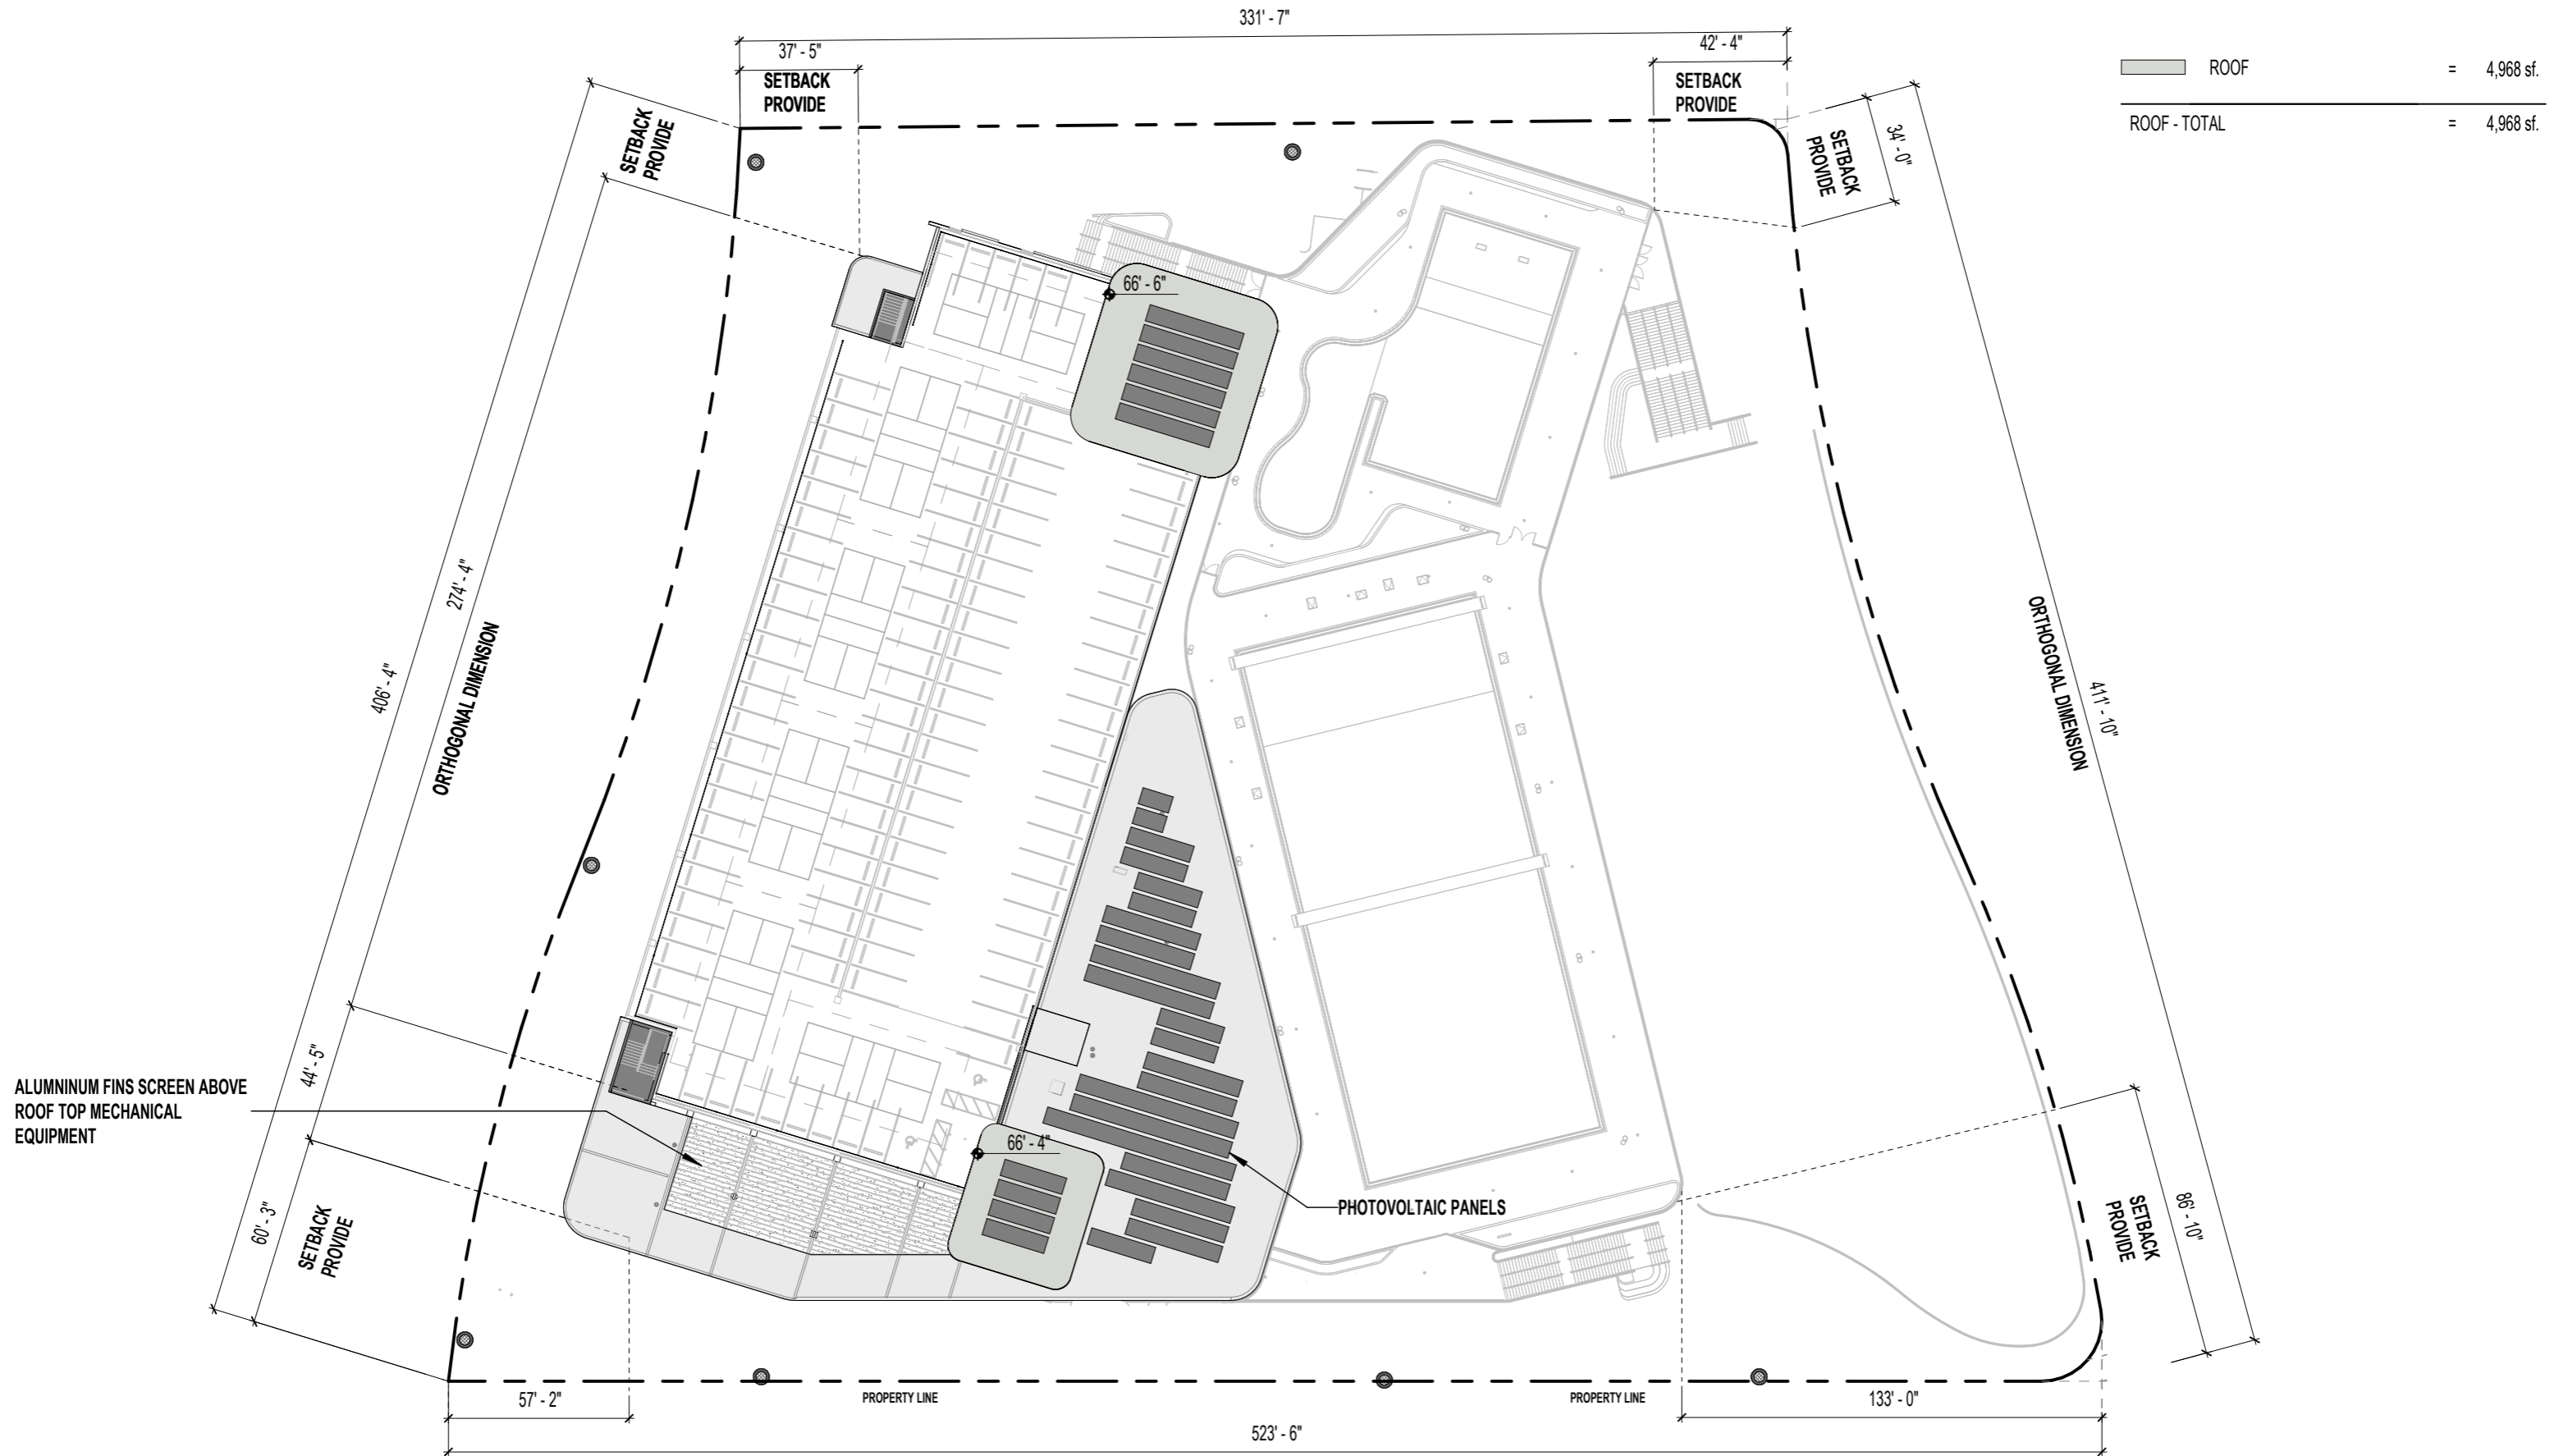 331' - 7"
37' - 5"
42' - 4"
SETBACK
PROVIDE
SETBACK
PROVIDE
ROOF = 4,968 sf.
ROOF - TOTAL = 4,968 sf.
SETBACK
PROVIDE
SETBACK
PROVIDE
34' - 0"
66' - 6"
274' - 4"
406' - 4"
ORTHOGONAL DIMENSION
ORTHOGONAL DIMENSION
411' - 10"
44' - 5"
ALUMNINUM FINS SCREEN ABOVE
ROOF TOP MECHANICAL
EQUIPMENT
66' - 4"
PHOTOVOLTAIC PANELS
60' - 3"
SETBACK
PROVIDE
SETBACK
PROVIDE
86' - 10"
57' - 2"
PROPERTY LINE
PROPERTY LINE
133' - 0"
523' - 6"